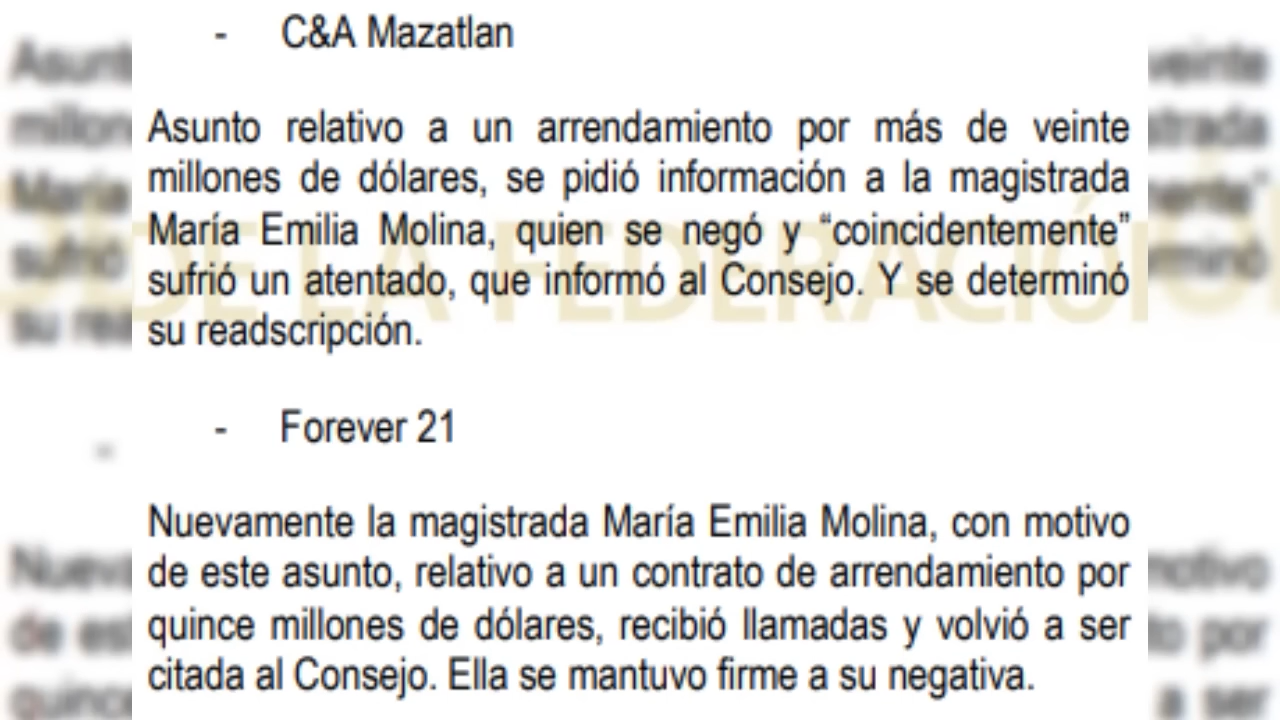 - C&A Mazatlan
Asunto relativo a un arrendamiento por más de veinte
millones de dólares, se pidió información a la magistrada
María Emilia Molina, quien se negó y “coincidentemente”
sufrió un atentado, que informó al Consejo. Y se determinó
su readscripción.
- Forever 21
Nuevamente la magistrada María Emilia Molina, con motivo
de este asunto, relativo a un contrato de arrendamiento por
quince millones de dólares, recibió llamadas y volvió a ser
citada al Consejo. Ella se mantuvo firme a su negativa.
DE LA FEDERACIÓN